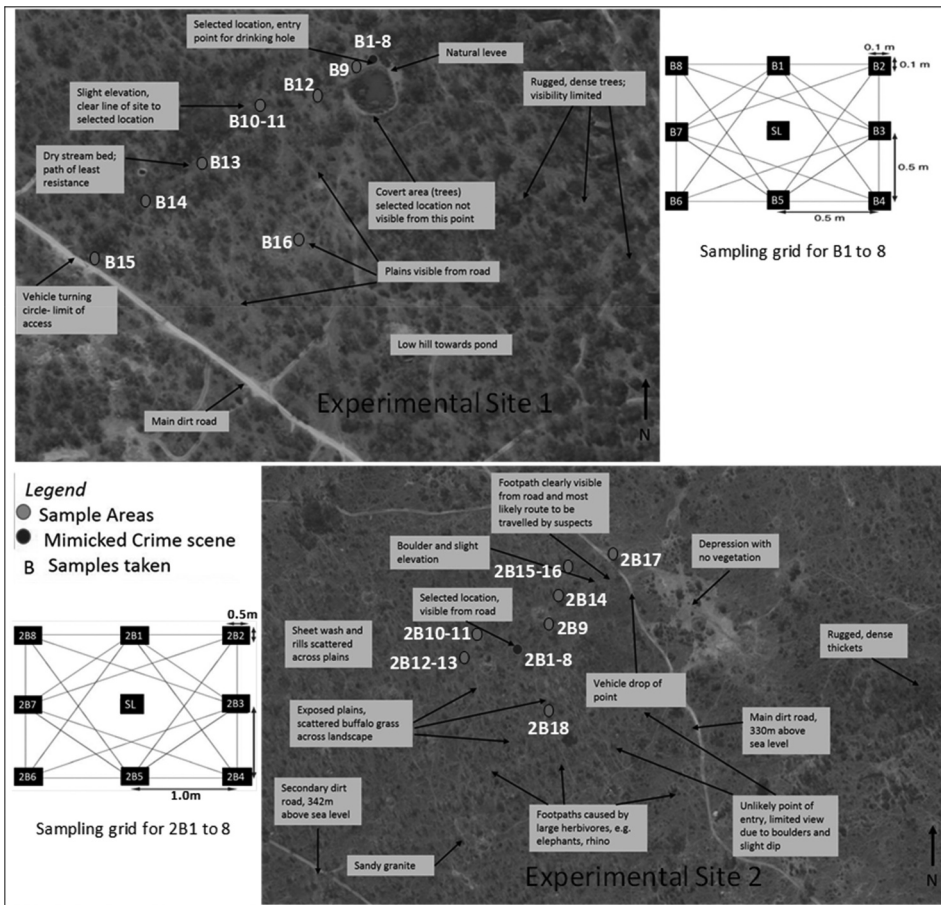 Selected location, entry
point for drinking hole
B1-8
Natural levee
B9
B12
Slight elevation,
clear line of site to
selected location
B10-11
Rugged, dense trees;
visibility limited
Dry stream bed;
path of least
resistance
B13
B14
Covert area (trees)
selected location not
visible from this point
B16
B15
Plains visible from road
Vehicle turning
circle- limit of
access
Low hill towards pond
Main dirt road
Experimental Site 1
N
0.1 m
0.1 m
B8
B1
B2
B7
SL
B3
B6
B5
B4
0.5 m
0.5 m
Sampling grid for B1 to 8
Legend
Sample Areas
Mimicked Crime scene
B Samples taken
0.5m
2B8
2B1
2B2
2B7
SL
2B3
2B6
2B5
2B4
1.0m
Sampling grid for 2B1 to 8
Footpath clearly visible
from road and most
likely route to be
travelled by suspects
2B17
Depression with
no vegetation
Boulder and slight
elevation
2B15-16
2B14
Selected location,
visible from road
2B9
Sheet wash and
rills scattered
across plains
2B10-11
2B12-13
2B1-8
Rugged, dense
thickets
Vehicle drop of
point
Exposed plains,
scattered buffalo grass
across landscape
2B18
Main dirt road,
330m above
sea level
Secondary dirt
road, 342m
above sea level
Footpaths caused by
large herbivores, e.g.
elephants, rhino
Unlikely point of
entry, limited view
due to boulders and
slight dip
Sandy granite
Experimental Site 2
N